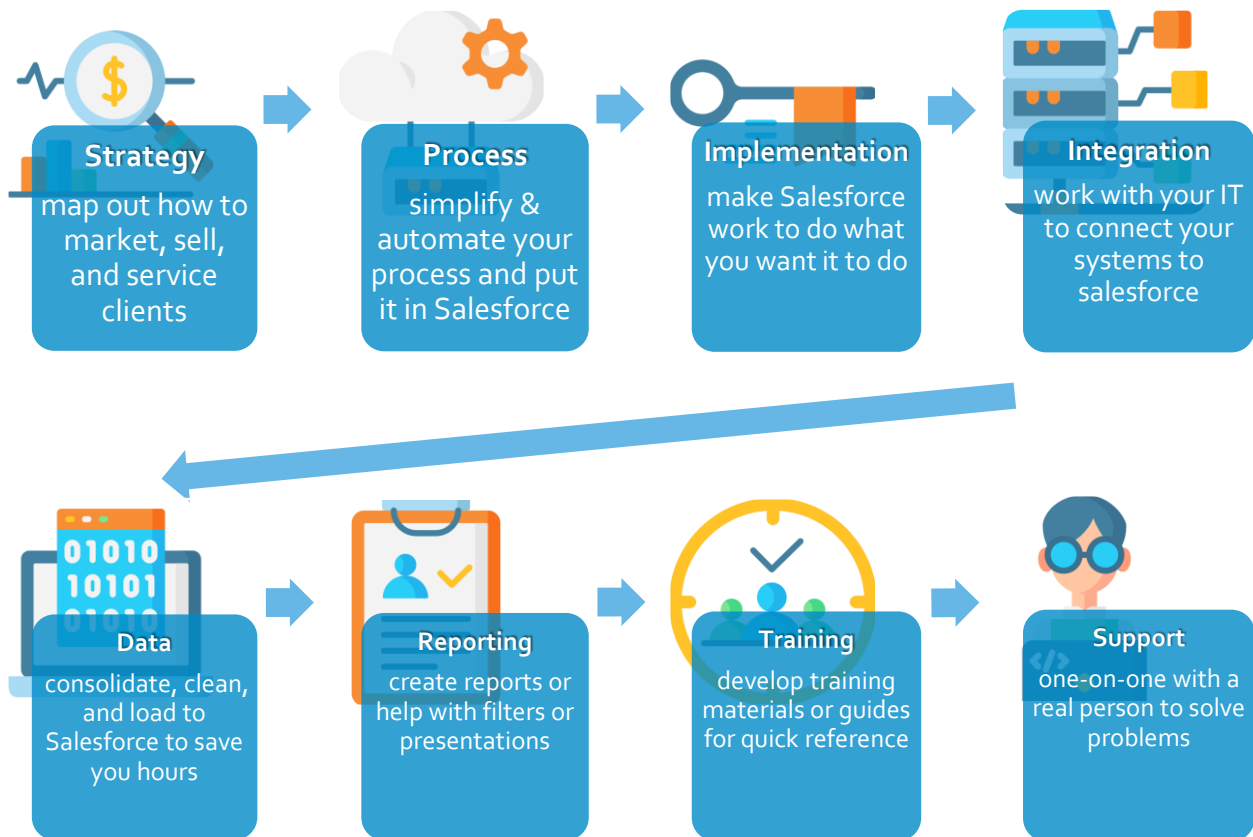 $
Strategy
map out how to
market, sell,
and service
clients
Process
simplify &
automate your
process and put
it in Salesforce
Implementation
make Salesforce
work to do what
you want it to do
Integration
work with your IT
to connect your
systems to
salesforce
01010
10101
01010
Data
consolidate, clean,
and load to
Salesforce to save
you hours
Reporting
create reports or
help with filters or
presentations
Training
develop training
materials or guides
for quick reference
</>
Support
one-on-one with a
real person to solve
problems